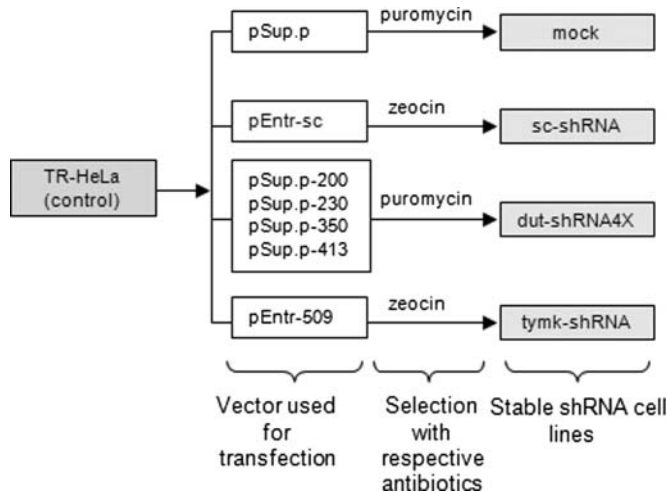 pSup.p
puromycin
mock
pEntr-sc
zeocin
sc-shRNA
TR-HeLa
(control)
pSup.p-200
pSup.p-230
pSup.p-350
pSup.p-413
puromycin
dut-shRNA4X
pEntr-509
zeocin
tymk-shRNA
Vector used
for
transfection
Selection
with
respective
antibiotics
Stable shRNA cell
lines